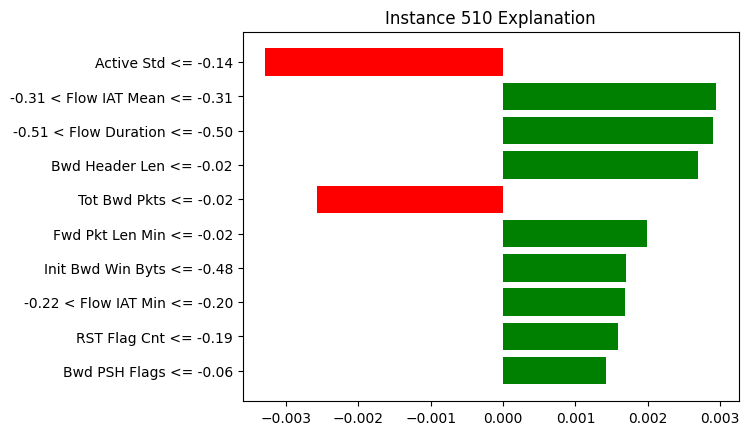 Instance 510 Explanation
Active Std <= -0.14
-0.31 < Flow IAT Mean <= -0.31
-0.51 < Flow Duration <= -0.50
Bwd Header Len <= -0.02
Tot Bwd Pkts <= -0.02
Fwd Pkt Len Min <= -0.02
Init Bwd Win Byts <= -0.48
-0.22 < Flow IAT Min <= -0.20
RST Flag Cnt <= -0.19
Bwd PSH Flags <= -0.06
−0.003 −0.002 −0.001 0.000 0.001 0.002 0.003